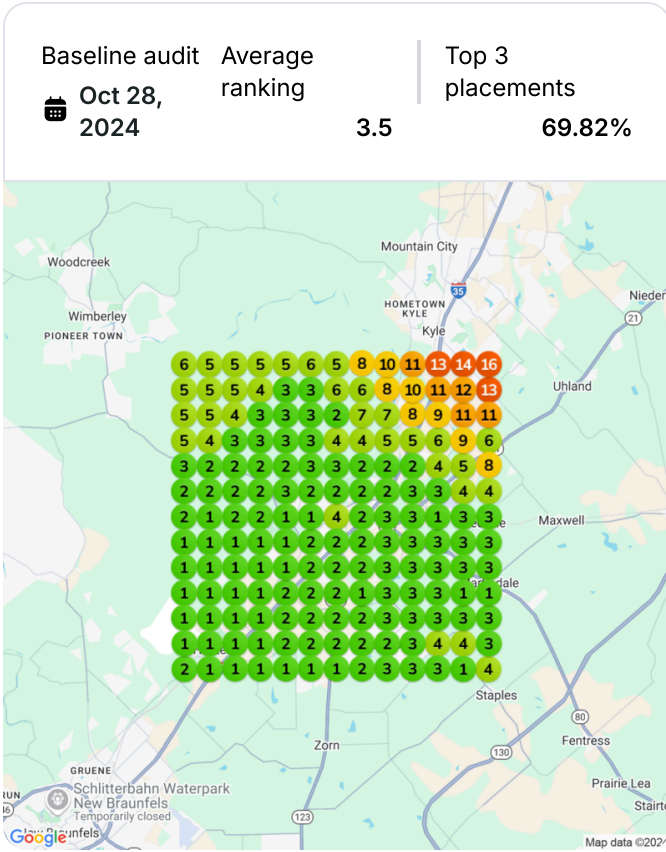 Baseline audit
Oct 28,
2024
Average
ranking
3.5
Top 3
placements
69.82%
Mountain City
Woodcreek
35
HOMETOWN
KYLE
Nieder
Wimberley
21
PIONEER TOWN
Kyle
6 5 5 5 5 6 5 8 10 11 13 14 16
5 5 5 4 3 3 6 6 8 10 11 12 13
Uhland
5 5 4 3 3 3 2 7 7 8 9 11 11
5 4 3 3 3 3 4 4 5 5 6 9 6
3 2 2 2 2 3 3 2 2 2 4 5 8
2 2 2 2 3 2 2 2 2 3 3 4 4
2 1 2 2 1 1 4 2 3 3 1 3 3
Maxwell
1 1 1 1 1 2 2 2 3 3 3 3 3
1 1 1 1 1 2 2 2 3 3 3 3 3
dale
1 1 1 1 2 2 2 1 3 3 3 1 1
1 1 1 1 2 2 2 2 3 3 3 3 3
1 1 1 1 2 2 2 2 2 3 4 4 3
2 1 1 1 1 1 1 2 3 3 3 1 4
Staples
80
Zorn
Fentress
130
GRUENE
Schlitterbahn Waterpark
New Braunfels
Temporarily closed
Prairie Lea
RUN
46
Stairt
123
Google
Braunfels
Map data ©2024